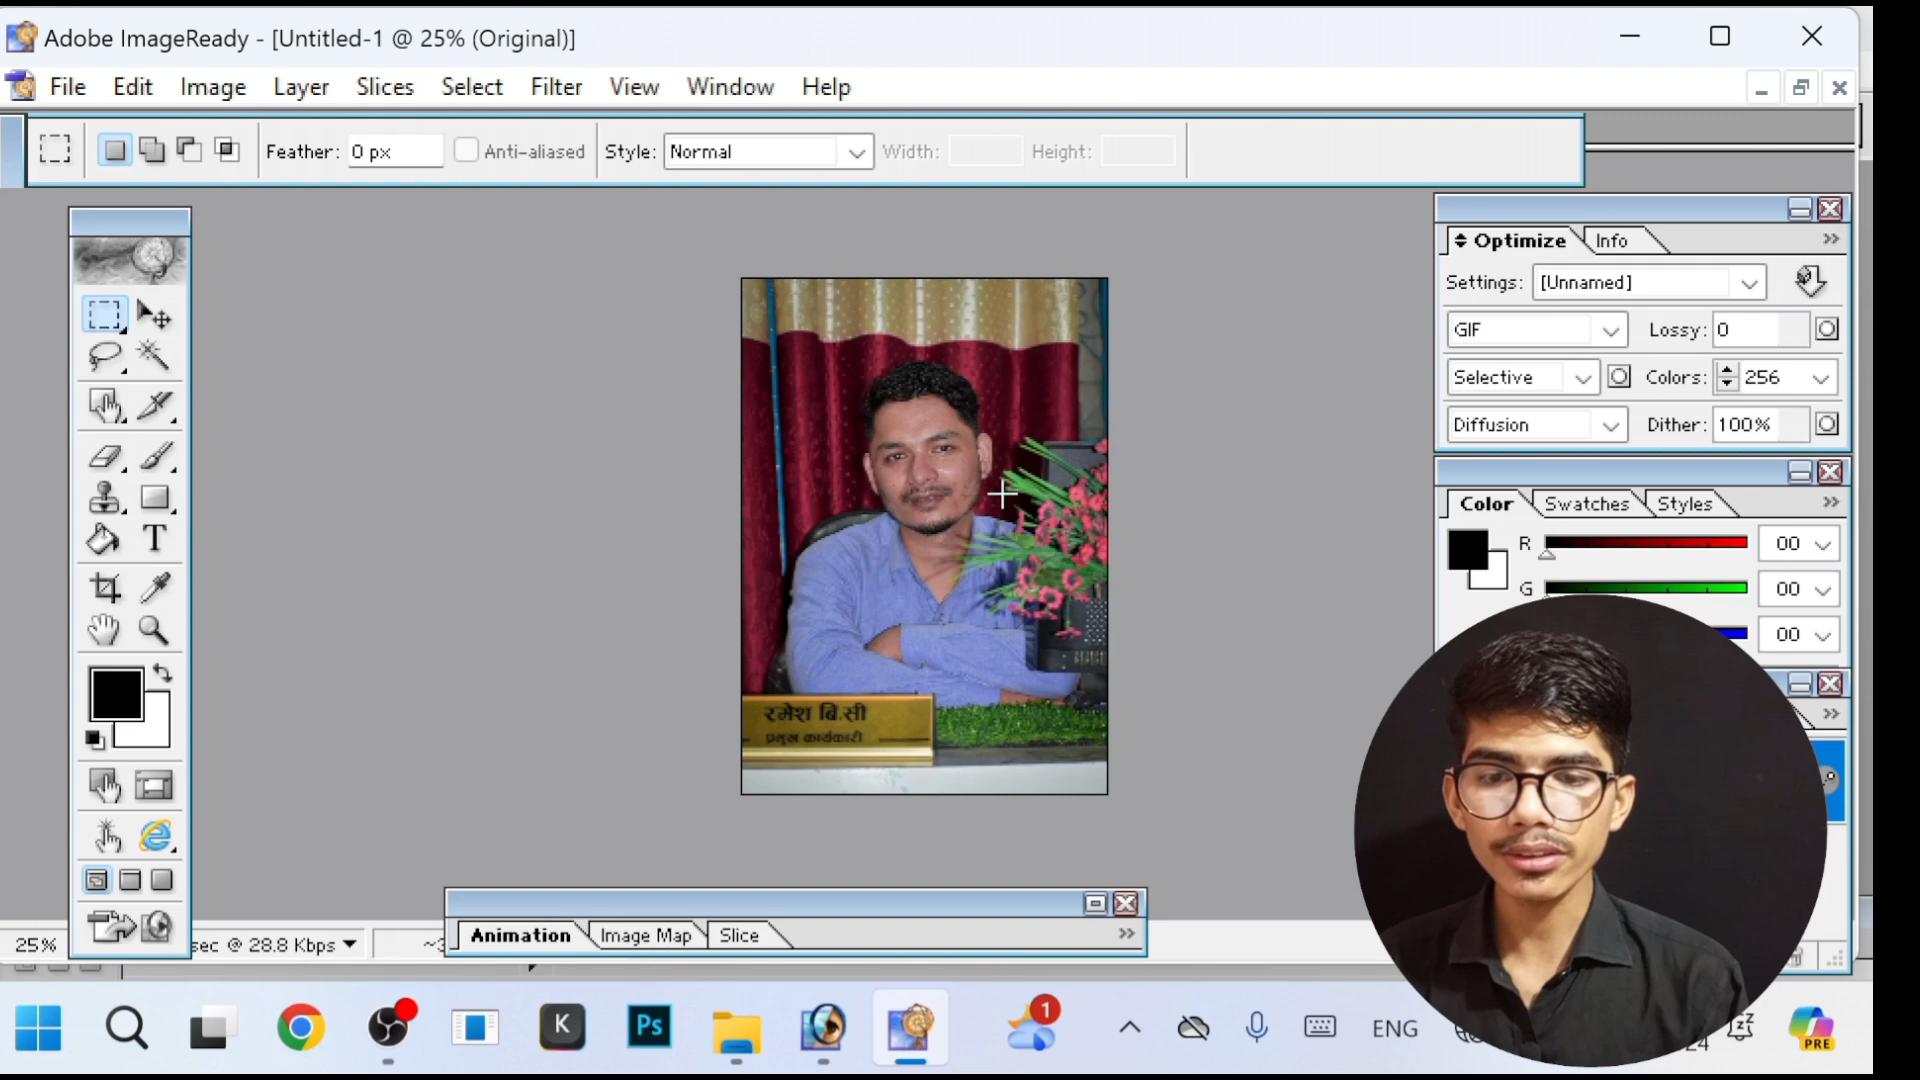 Adobe ImageReady - [Untitled-1 @ 25% (Original)]
File Edit Image Layer Slices Select Filter View Window Help
Feather: 0 px Anti-aliased Style: Normal Width: Height:
Optimize Info
Settings: [Unnamed]
GIF Lossy: 0
Selective Colors: 256
Diffusion Dither: 100%
Color Swatches Styles
R 00
G 00
00
T
रमेश बि.सी
प्रमुख कार्यकारी
Animation Image Map Slice
25% sec @ 28.8 Kbps
K Ps 1 ENG PRE